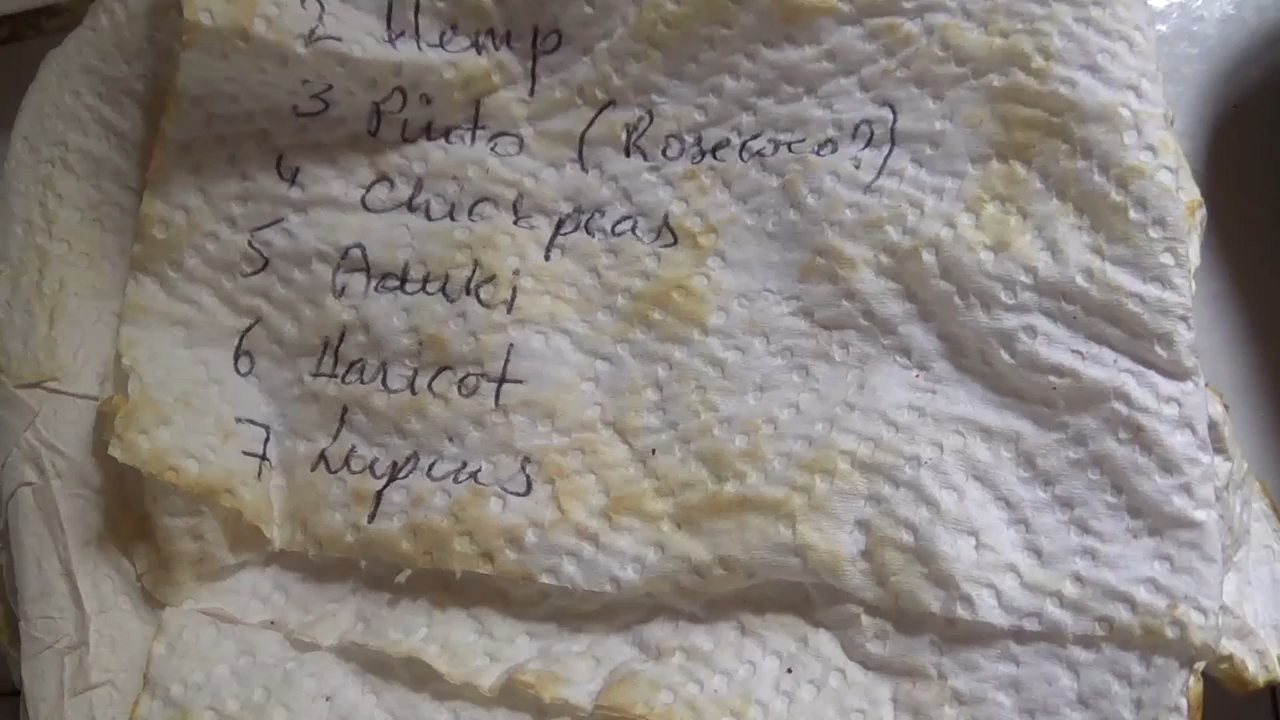 2 Hemp
3 Pinto (Rosecoco?)
4 Chickpeas
5 Aduki
6 Haricot
7 Lupins